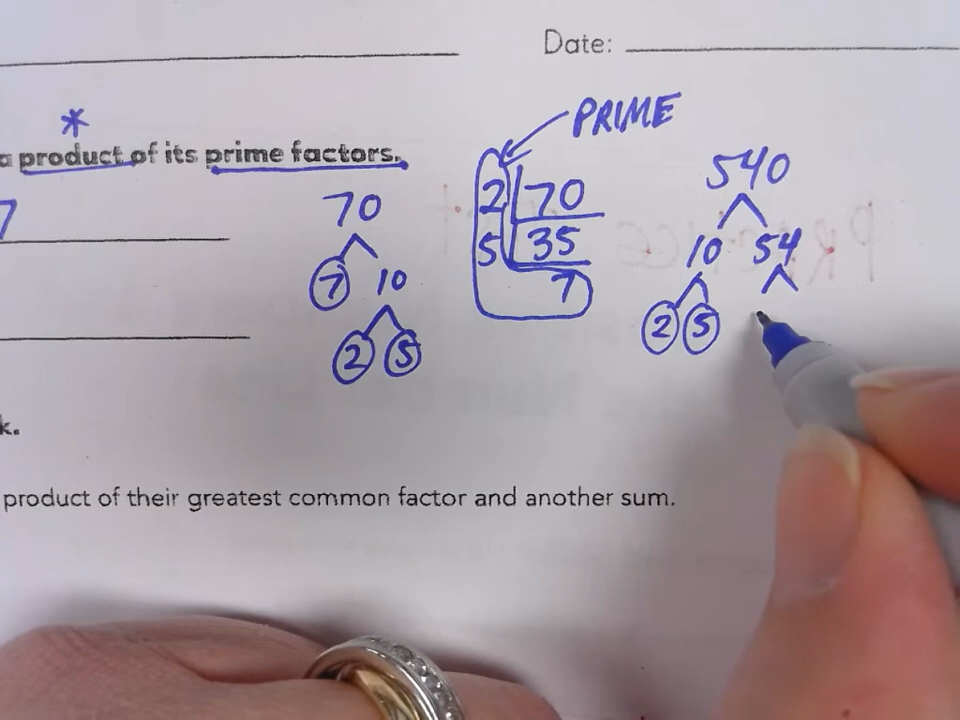 Date:
*
PRIME
a product of its prime factors.
7
70
7 10
2 5
2 70
5 35
7
540
10 54
2 5
k.
product of their greatest common factor and another sum.